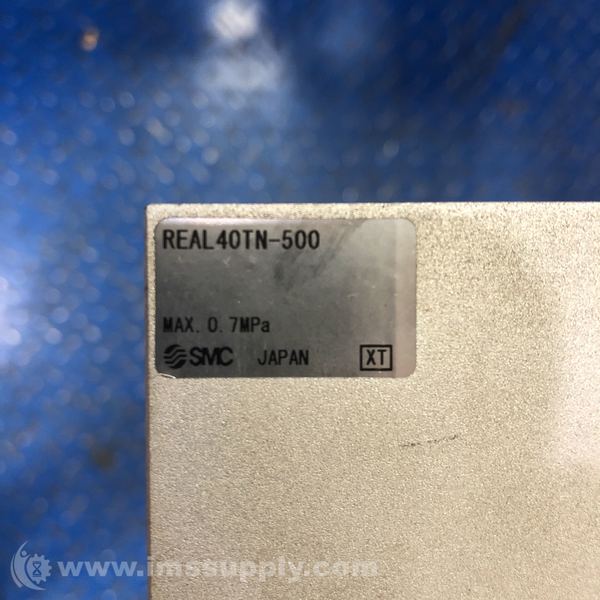 REAL40TN-500
MAX. 0.7MPa
SMC JAPAN XT
www.imssupply.com